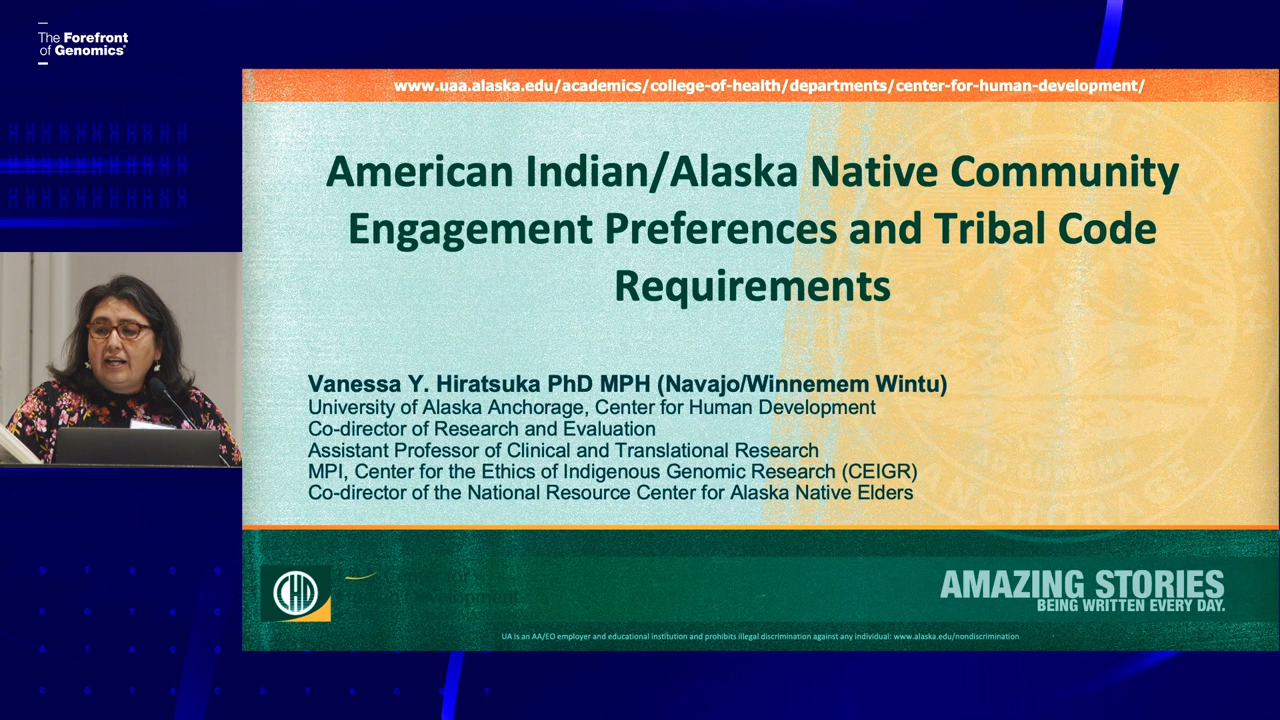 The Forefront
of Genomics
www.uaa.alaska.edu/academics/college-of-health/departments/center-for-human-development/
American Indian/Alaska Native Community
Engagement Preferences and Tribal Code
Requirements
Vanessa Y. Hiratsuka PhD MPH (Navajo/Winnemem Wintu)
University of Alaska Anchorage, Center for Human Development
Co-director of Research and Evaluation
Assistant Professor of Clinical and Translational Research
MPI, Center for the Ethics of Indigenous Genomic Research (CEIGR)
Co-director of the National Resource Center for Alaska Native Elders
CHD
Center for
Human Development
AMAZING STORIES
BEING WRITTEN EVERY DAY.
UA is an AA/EO employer and educational institution and prohibits illegal discrimination against any individual: www.alaska.edu/nondiscrimination